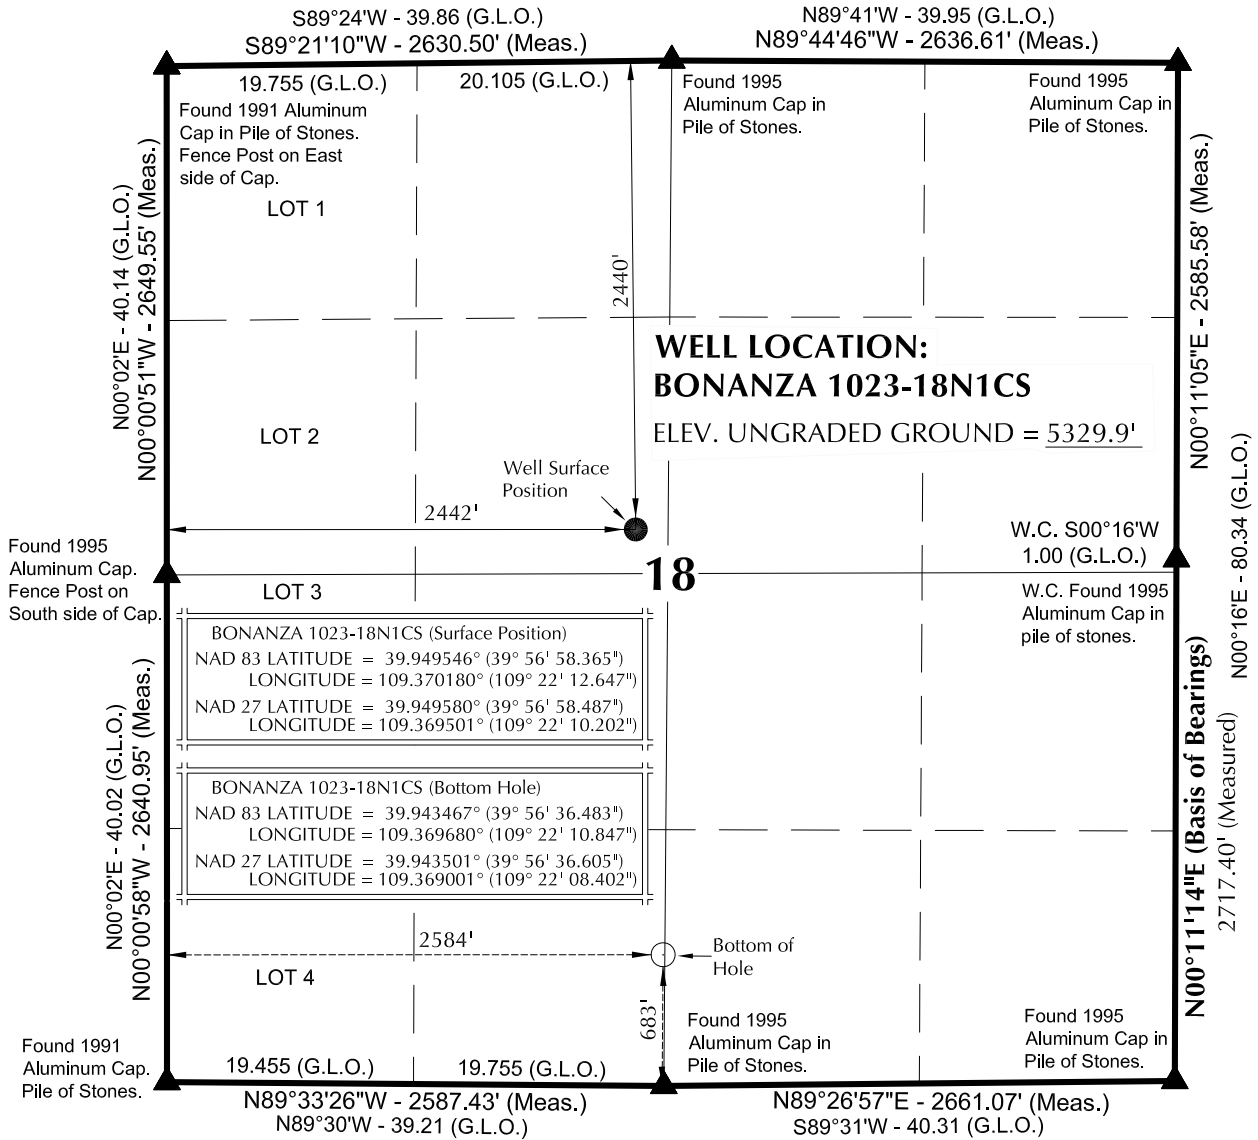 S89°24'W - 39.86 (G.L.O.)
S89°21'10"W - 2630.50' (Meas.)
N89°41'W - 39.95 (G.L.O.)
N89°44'46"W - 2636.61' (Meas.)
19.755 (G.L.O.)
20.105 (G.L.O.)
Found 1991 Aluminum
Cap in Pile of Stones.
Fence Post on East
side of Cap.
Found 1995
Aluminum Cap in
Pile of Stones.
Found 1995
Aluminum Cap in
Pile of Stones.
N00°02'E - 40.14 (G.L.O.)
N00°00'51"W - 2649.55' (Meas.)
LOT 1
2440'
N00°11'05"E - 2585.58' (Meas.)
WELL LOCATION:
BONANZA 1023-18N1CS
ELEV. UNGRADED GROUND = 5329.9'
LOT 2
Well Surface
Position
2442'
N00°16'E - 80.34 (G.L.O.)
W.C. S00°16'W
1.00 (G.L.O.)
Found 1995
Aluminum Cap.
Fence Post on
South side of Cap.
18
LOT 3
W.C. Found 1995
Aluminum Cap in
pile of stones.
BONANZA 1023-18N1CS (Surface Position)
NAD 83 LATITUDE = 39.949546° (39° 56' 58.365")
LONGITUDE = 109.370180° (109° 22' 12.647")
NAD 27 LATITUDE = 39.949580° (39° 56' 58.487")
LONGITUDE = 109.369501° (109° 22' 10.202")
BONANZA 1023-18N1CS (Bottom Hole)
NAD 83 LATITUDE = 39.943467° (39° 56' 36.483")
LONGITUDE = 109.369680° (109° 22' 10.847")
NAD 27 LATITUDE = 39.943501° (39° 56' 36.605")
LONGITUDE = 109.369001° (109° 22' 08.402")
N00°02'E - 40.02 (G.L.O.)
N00°00'58"W - 2640.95' (Meas.)
N00°11'14"E (Basis of Bearings)
2717.40' (Measured)
2584'
Bottom of
Hole
LOT 4
683'
Found 1991
Aluminum Cap.
Pile of Stones.
Found 1995
Aluminum Cap in
Pile of Stones.
Found 1995
Aluminum Cap in
Pile of Stones.
19.455 (G.L.O.)
19.755 (G.L.O.)
N89°33'26"W - 2587.43' (Meas.)
N89°30'W - 39.21 (G.L.O.)
N89°26'57"E - 2661.07' (Meas.)
S89°31'W - 40.31 (G.L.O.)